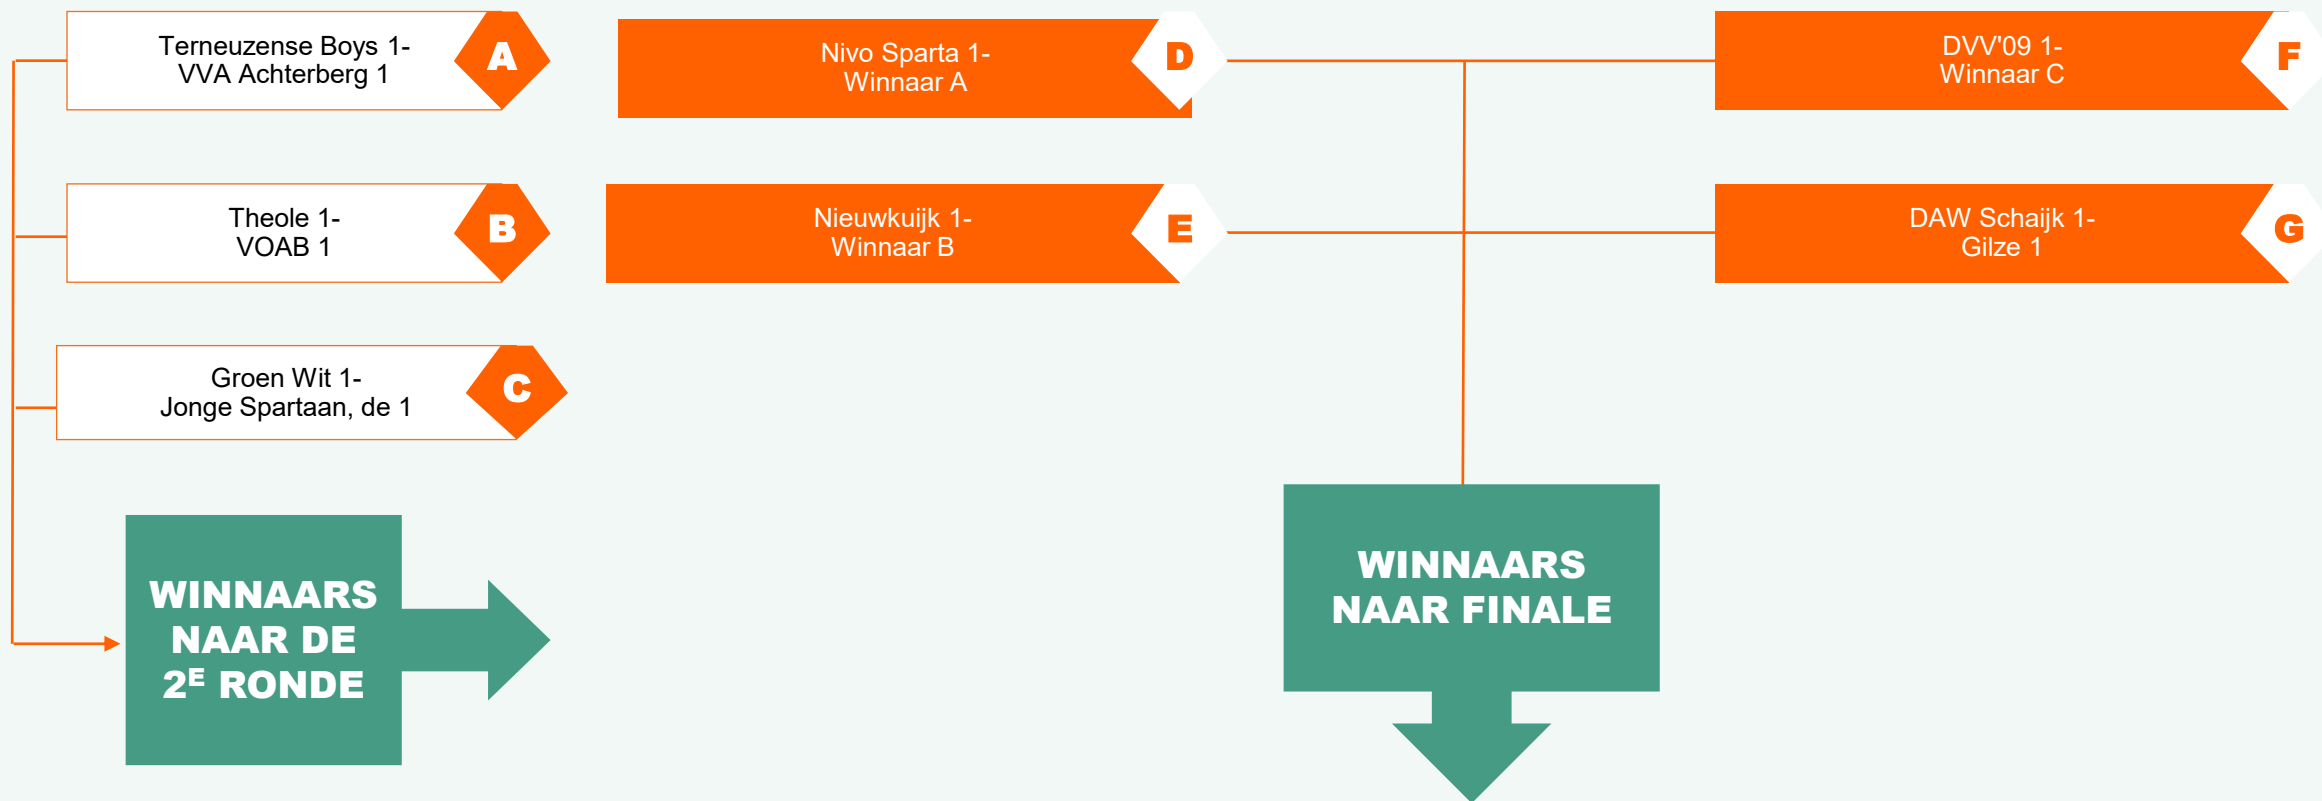 Terneuzense Boys 1-
VVA Achterberg 1
A
Nivo Sparta 1-
Winnaar A
D
DVV'09 1-
Winnaar C
F
Theole 1-
VOAB 1
B
Nieuwkuijk 1-
Winnaar B
E
DAW Schaijk 1-
Gilze 1
G
Groen Wit 1-
Jonge Spartaan, de 1
C
WINNAARS
NAAR DE
2E RONDE
WINNAARS
NAAR FINALE